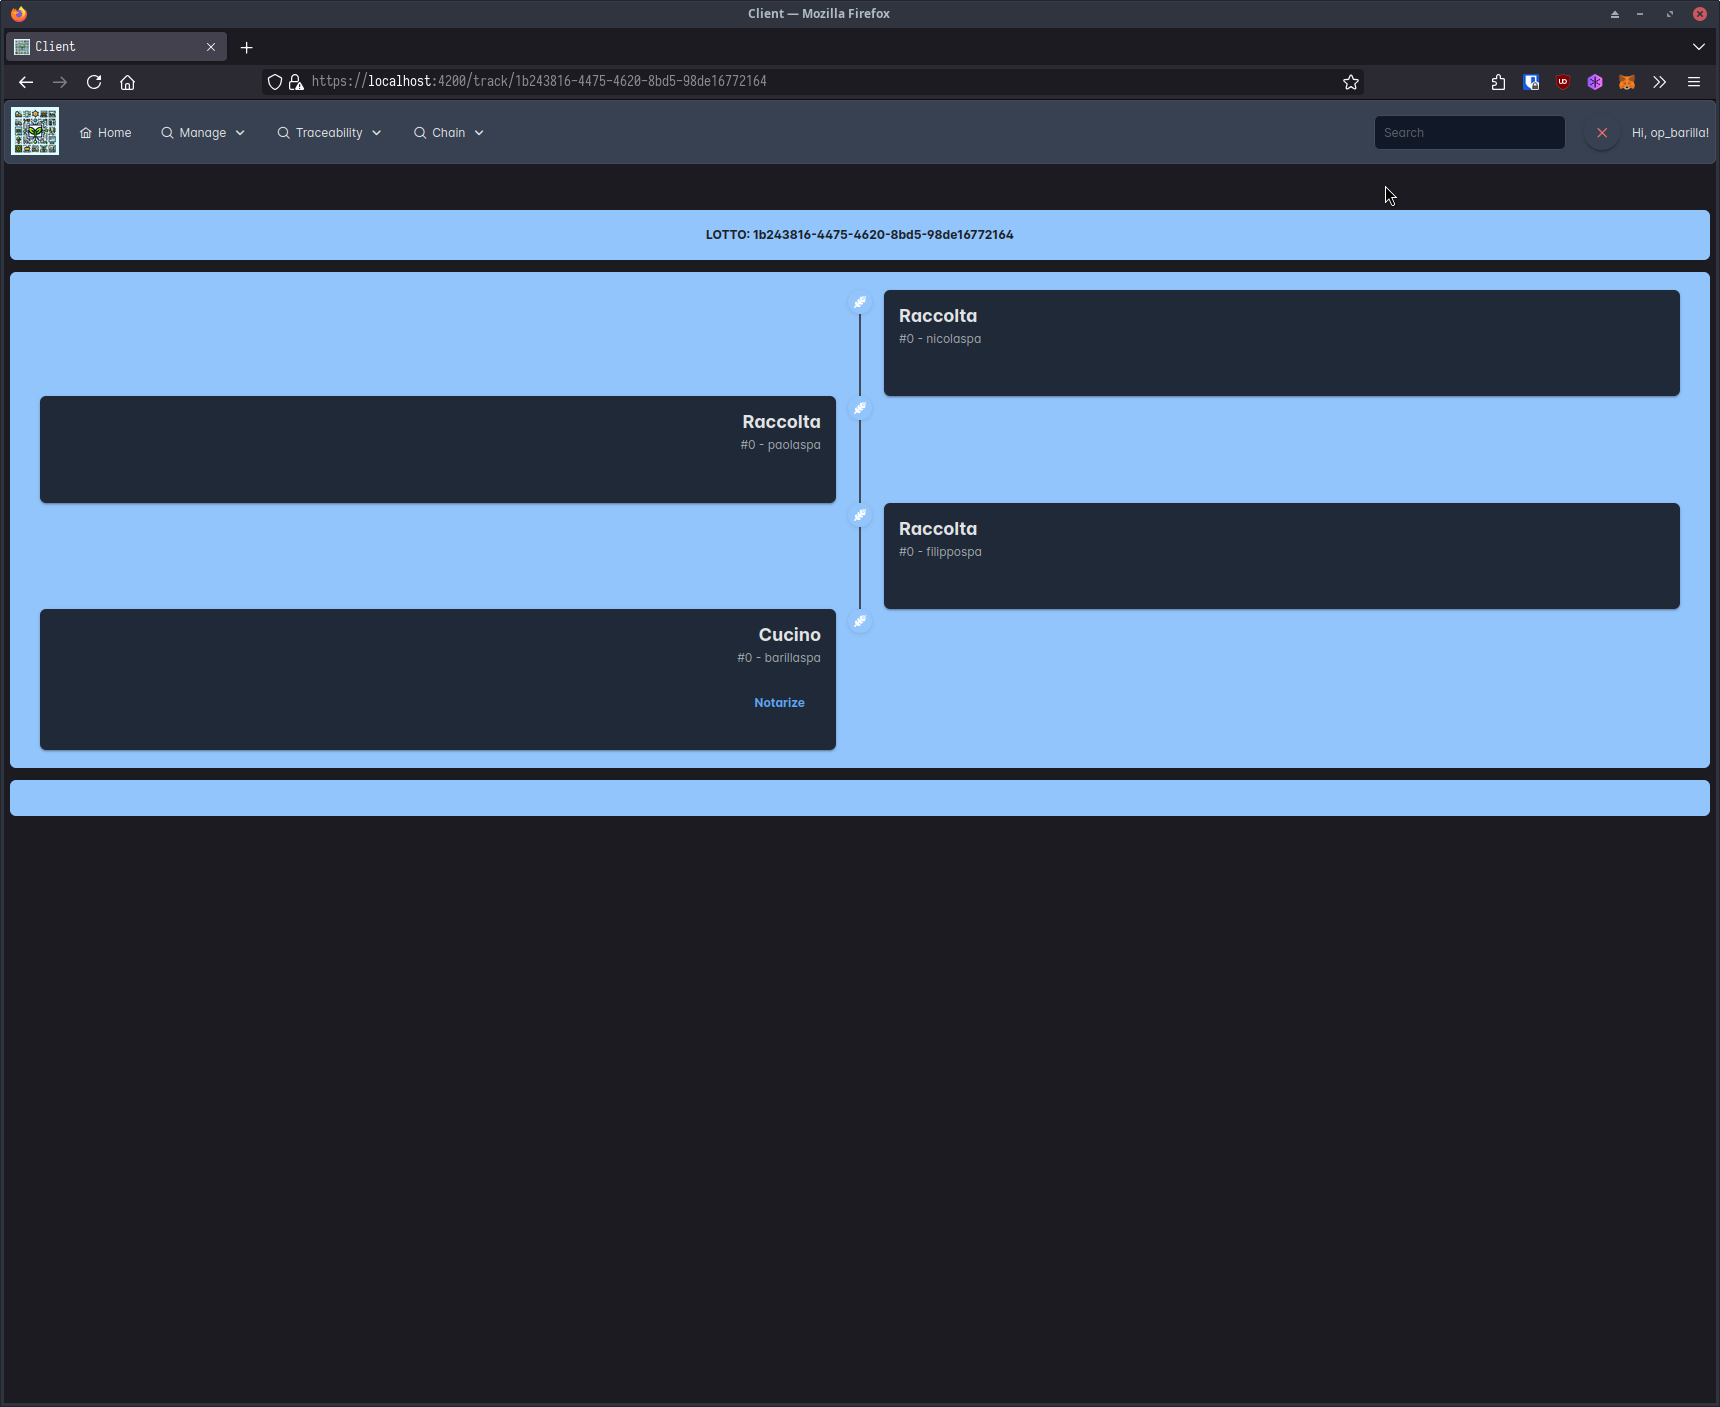 Client — Mozilla Firefox
Client
https://localhost:4200/track/1b243816-4475-4620-8bd5-98de16772164
Home Manage Traceability Chain Search Hi, op_barilla!
LOTTO: 1b243816-4475-4620-8bd5-98de16772164
Raccolta
#0 - nicolaspa
Raccolta
#0 - paolaspa
Raccolta
#0 - filippospa
Cucino
#0 - barillaspa
Notarize